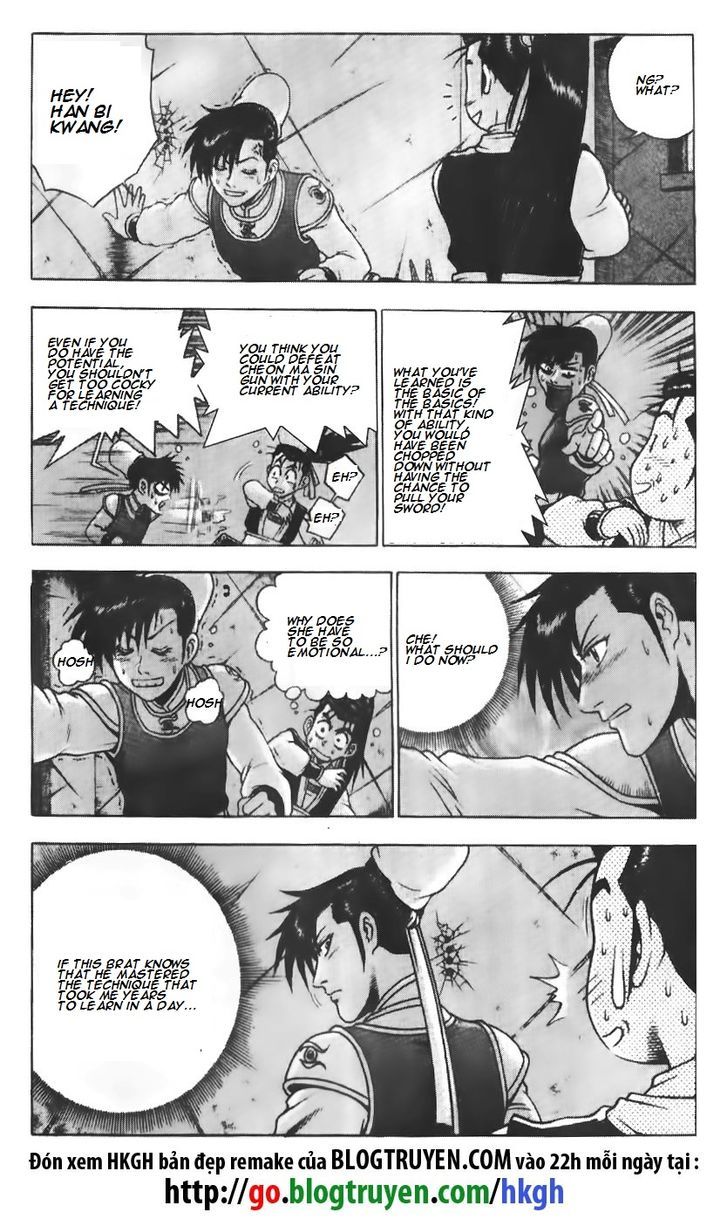 HEY!
HAN BI
KWANG!
NG?
WHAT?
EVEN IF YOU
DO HAVE THE
POTENTIAL,
YOU SHOULDN'T
GET TOO COCKY
FOR LEARNING
A TECHNIQUE!
YOU THINK YOU
COULD DEFEAT
CHEON MA SIN
GUN WITH YOUR
CURRENT ABILITY?
EH?
EH?
WHAT YOU'VE
LEARNED IS
THE BASIC OF
THE BASICS!
WITH THAT KIND
OF ABILITY,
YOU WOULD
HAVE BEEN
CHOPPED
DOWN WITHOUT
HAVING THE
CHANCE TO
PULL YOUR
SWORD!
HOSH
HOSH
WHY DOES
SHE HAVE
TO BE SO
EMOTIONAL...?
CHE!
WHAT SHOULD
I DO NOW?
IF THIS BRAT KNOWS
THAT HE MASTERED
THE TECHNIQUE THAT
TOOK ME YEARS
TO LEARN IN A DAY...
Đón xem HKGH bản đẹp remake của BLOGTRUYEN.COM vào 22h mỗi ngày tại :
http://go.blogtruyen.com/hkgh